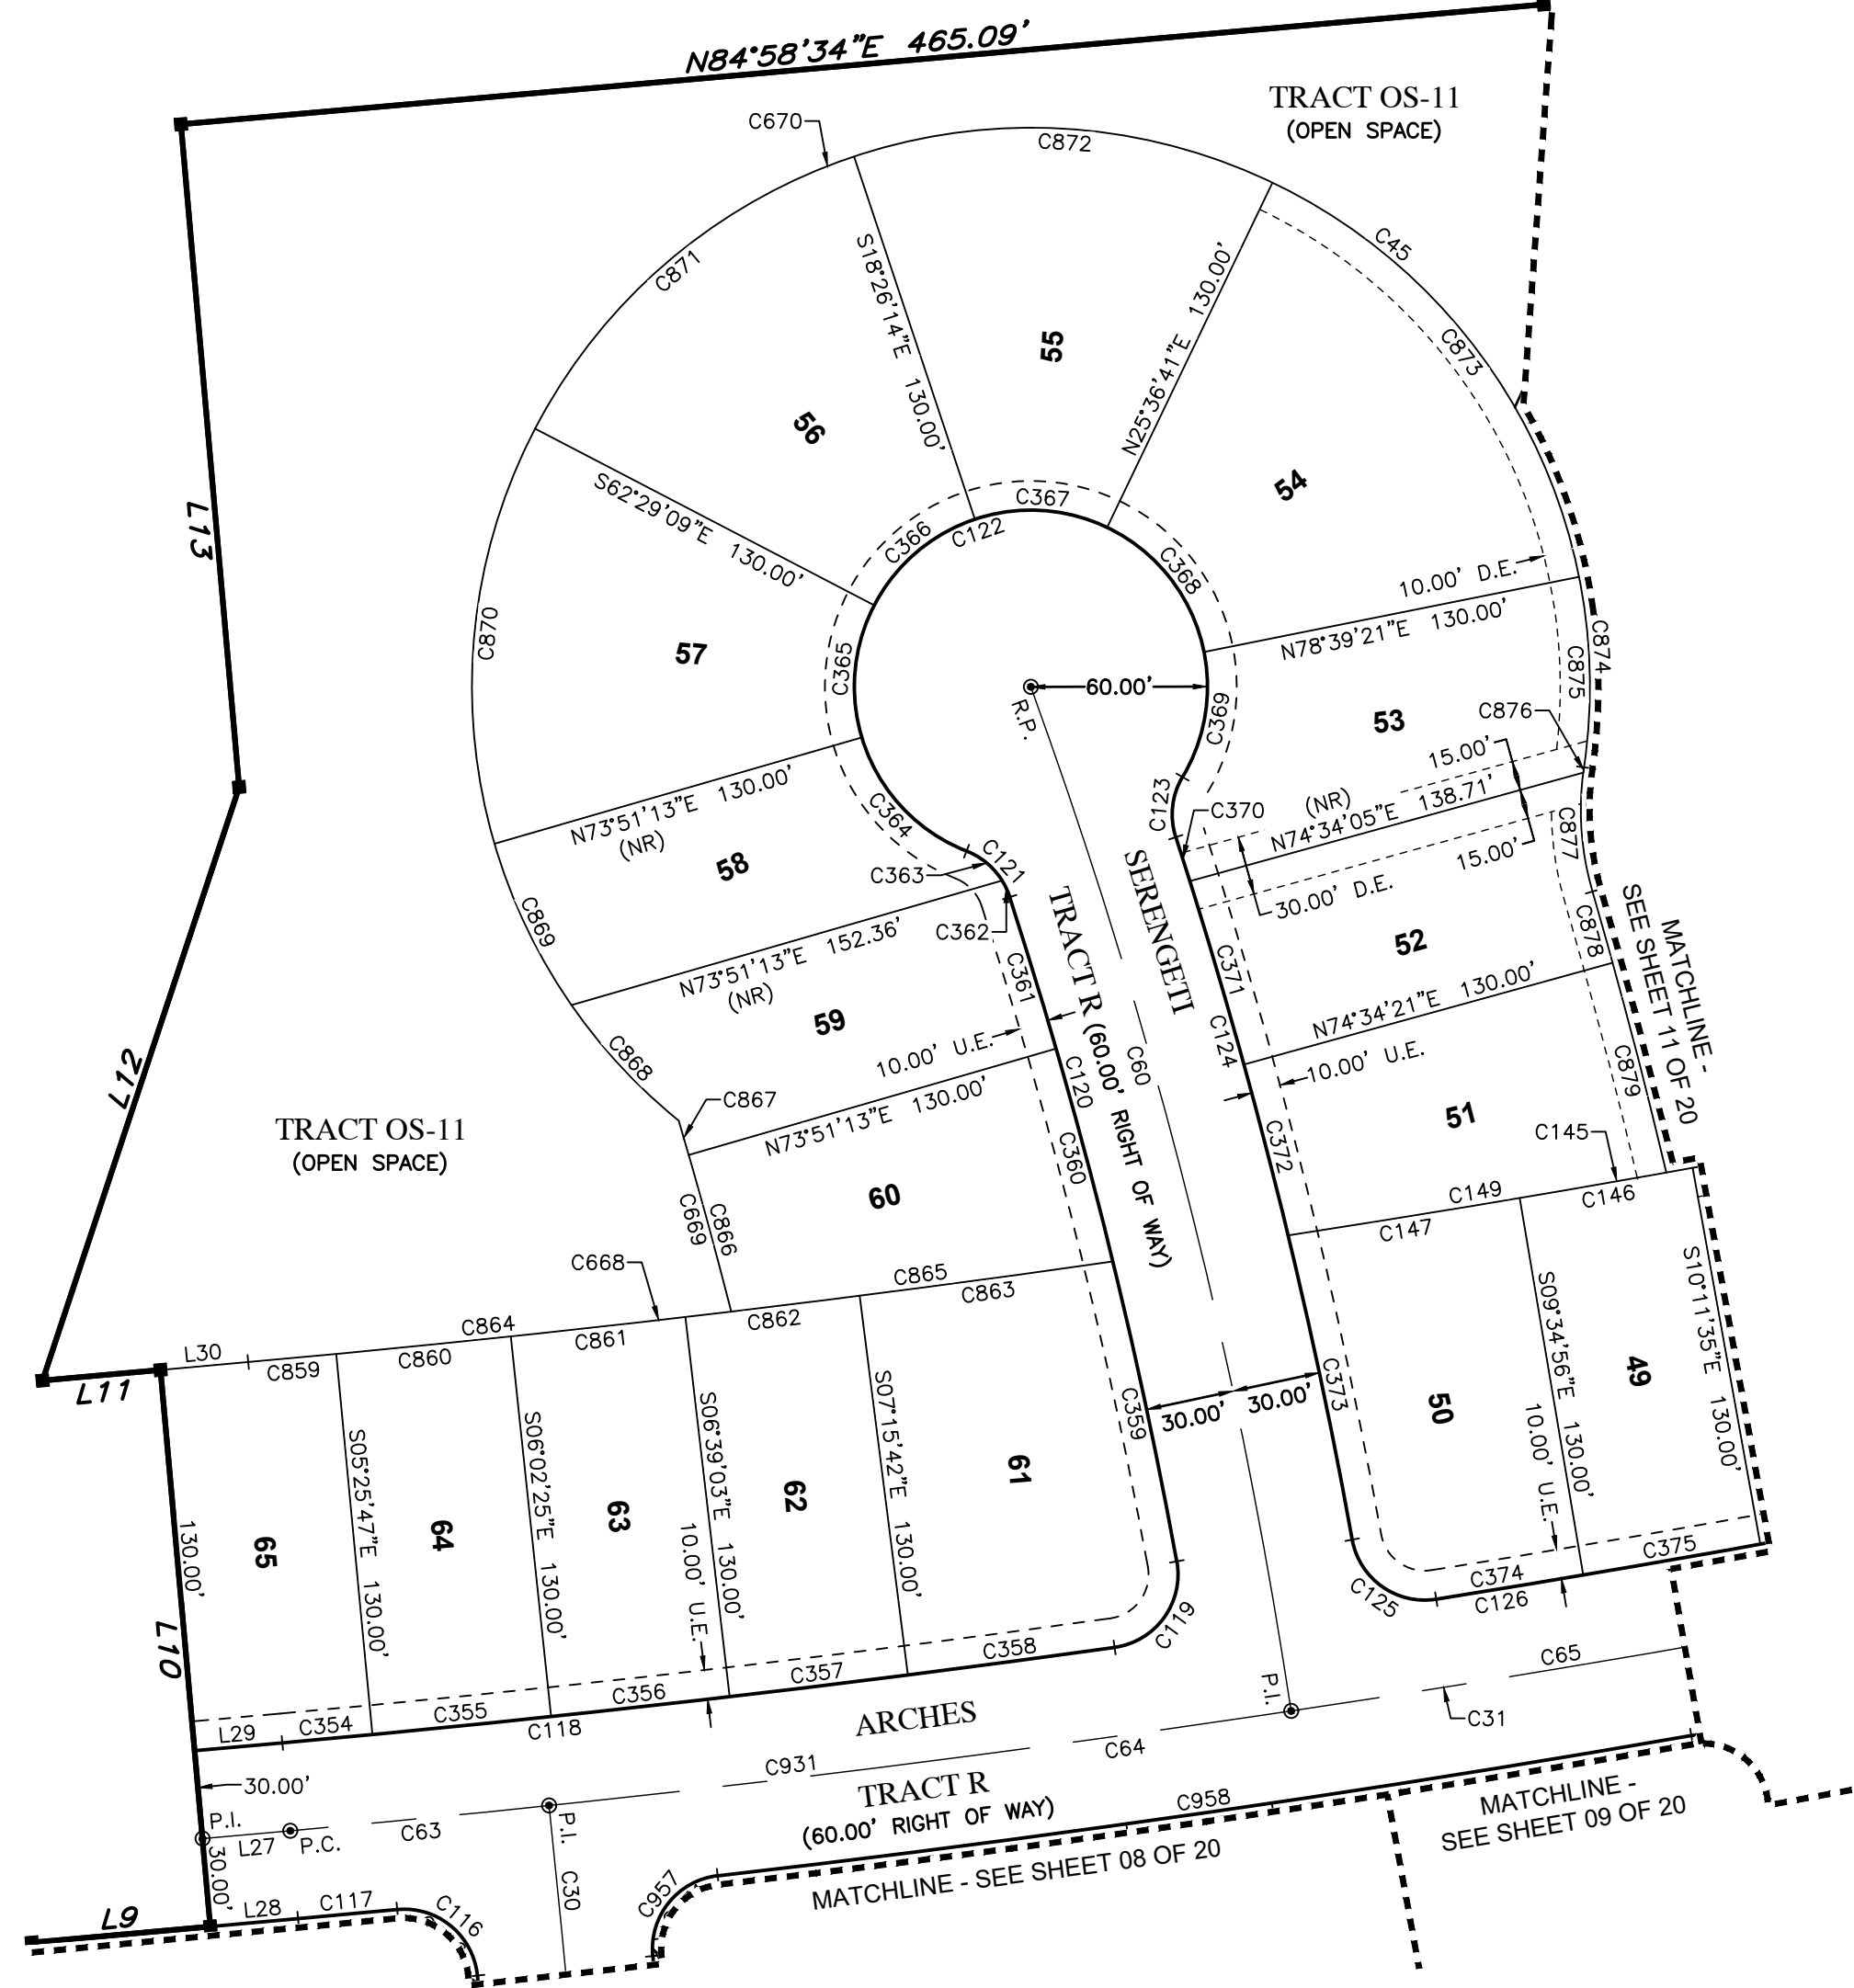 N84°58'34"E 465.09'
TRACT OS-11
(OPEN SPACE)
C670
C872
C45
C871
S18°26'14"E 130.00'
55
N25°36'41"E 130.00'
C873
56
L13
S62°29'09"E 130.00'
C366
C367
C122
54
C368
10.00' D.E.
C870
57
C365
N78°39'21"E 130.00'
C874
C875
60.00'
R.P.
C369
53
C876
15.00'
N73°51'13"E 130.00'
(NR)
C364
C123
C370
(NR)
N74°34'05"E 138.71'
C877
15.00'
58
C363
C121
30.00' D.E.
C869
C362
N73°51'13"E 152.36'
(NR)
C361
TRACT R (60.00' RIGHT OF WAY)
SERENGETI
C371
52
C878
MATCHLINE -
SEE SHEET 11 OF 20
59
10.00' U.E.
C60
C124
N74°34'21"E 130.00'
10.00' U.E.
C868
C867
C120
N73°51'13"E 130.00'
C879
L12
TRACT OS-11
(OPEN SPACE)
C360
C372
51
C145
60
C669
C866
C149
C146
C147
C668
C865
C863
L30
C864
C861
C862
C859
C860
L11
S05°25'47"E 130.00'
S06°02'25"E 130.00'
S06°39'03"E 130.00'
S07°15'42"E 130.00'
C359
30.00'
30.00'
C373
S09°34'56"E 130.00'
S10°11'35"E 130.00'
50
49
10.00' U.E.
61
62
63
64
65
130.00'
10.00' U.E.
L10
C119
C125
C374
C375
C126
C358
C357
C356
C355
C354
L29
C118
ARCHES
P.I.
C65
C31
C64
C931
TRACT R
(60.00' RIGHT OF WAY)
30.00'
P.I.
L27
P.C.
C63
P.I.
C30
C958
MATCHLINE -
SEE SHEET 09 OF 20
MATCHLINE - SEE SHEET 08 OF 20
30.00'
L9
L28
C117
C116
C957